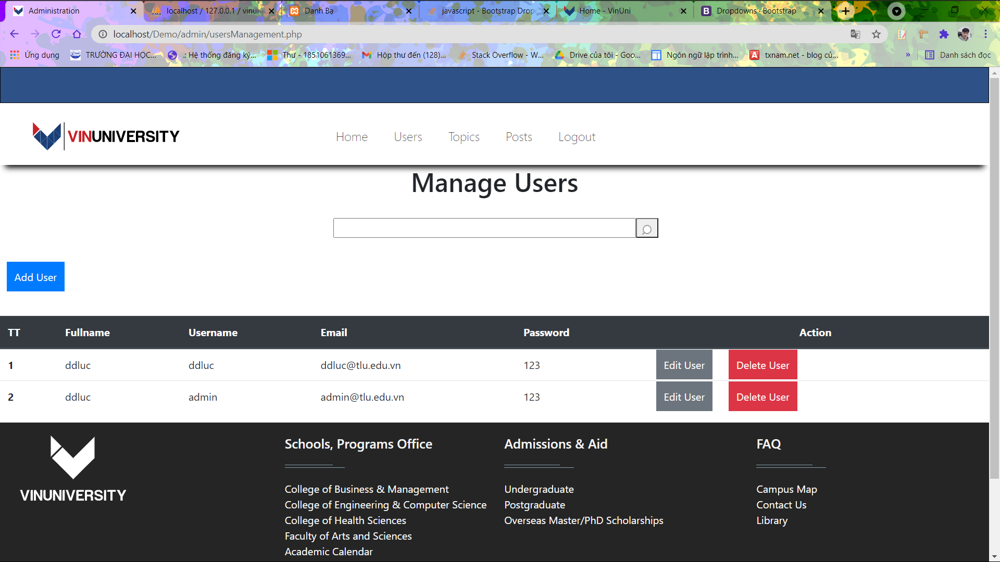 Administration
localhost / 127.0.0.1 / vinun
Danh Bạ
javascript - Bootstrap Drop
Home - VinUni
Dropdowns · Bootstrap
localhost/Demo/admin/usersManagement.php
Ứng dụng
TRƯỜNG ĐẠI HỌC...
.: Hệ thống đăng ký...
Thư - 1851061369...
Hộp thư đến (128)...
Stack Overflow - W...
Drive của tôi - Goo...
Ngôn ngữ lập trình...
txnam.net - blog củ...
»
Danh sách đọc
VINUNIVERSITY
Home
Users
Topics
Posts
Logout
Manage Users
Add User
TT Fullname Username Email Password Action
1 ddluc ddluc ddluc@tlu.edu.vn 123 Edit User Delete User
2 ddluc admin admin@tlu.edu.vn 123 Edit User Delete User
VINUNIVERSITY
Schools, Programs Office
College of Business & Management
College of Engineering & Computer Science
College of Health Sciences
Faculty of Arts and Sciences
Academic Calendar
Admissions & Aid
Undergraduate
Postgraduate
Overseas Master/PhD Scholarships
FAQ
Campus Map
Contact Us
Library